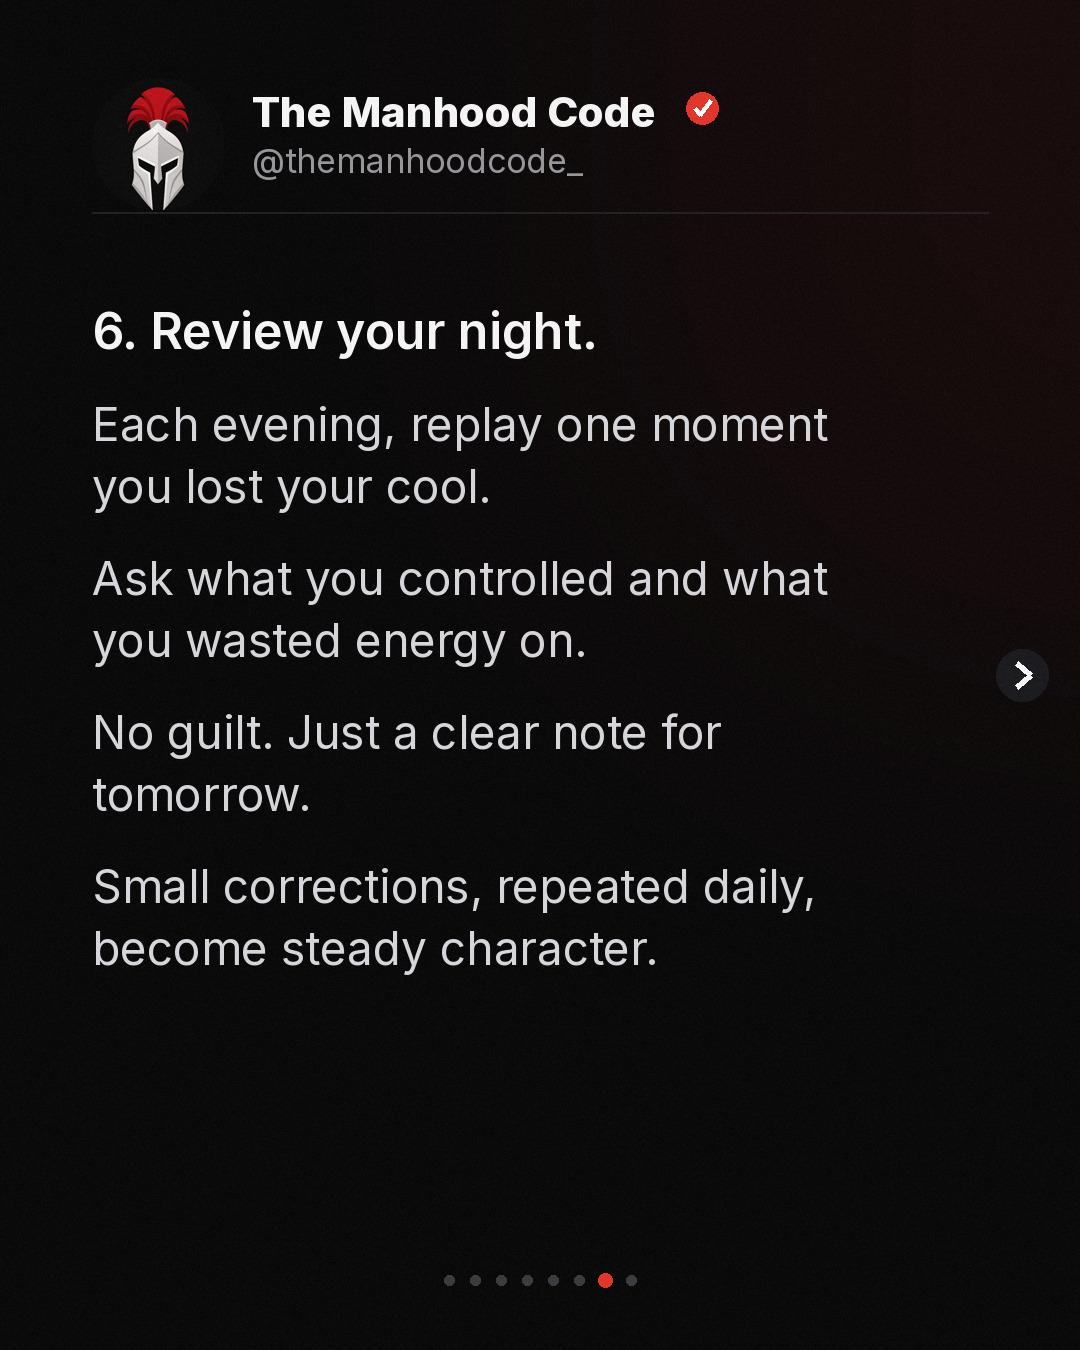 The Manhood Code
@themanhoodcode_
6. Review your night.
Each evening, replay one moment
you lost your cool.
Ask what you controlled and what
you wasted energy on.
No guilt. Just a clear note for
tomorrow.
Small corrections, repeated daily,
become steady character.